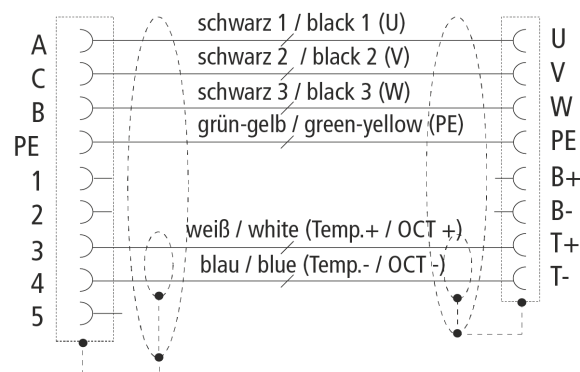 A schwarz 1 / black 1 (U) U
C schwarz 2 / black 2 (V) V
B schwarz 3 / black 3 (W) W
PE grün-gelb / green-yellow (PE) PE
1 B+
2 B-
3 weiß / white (Temp.+ / OCT +) T+
4 blau / blue (Temp.- / OCT -) T-
5